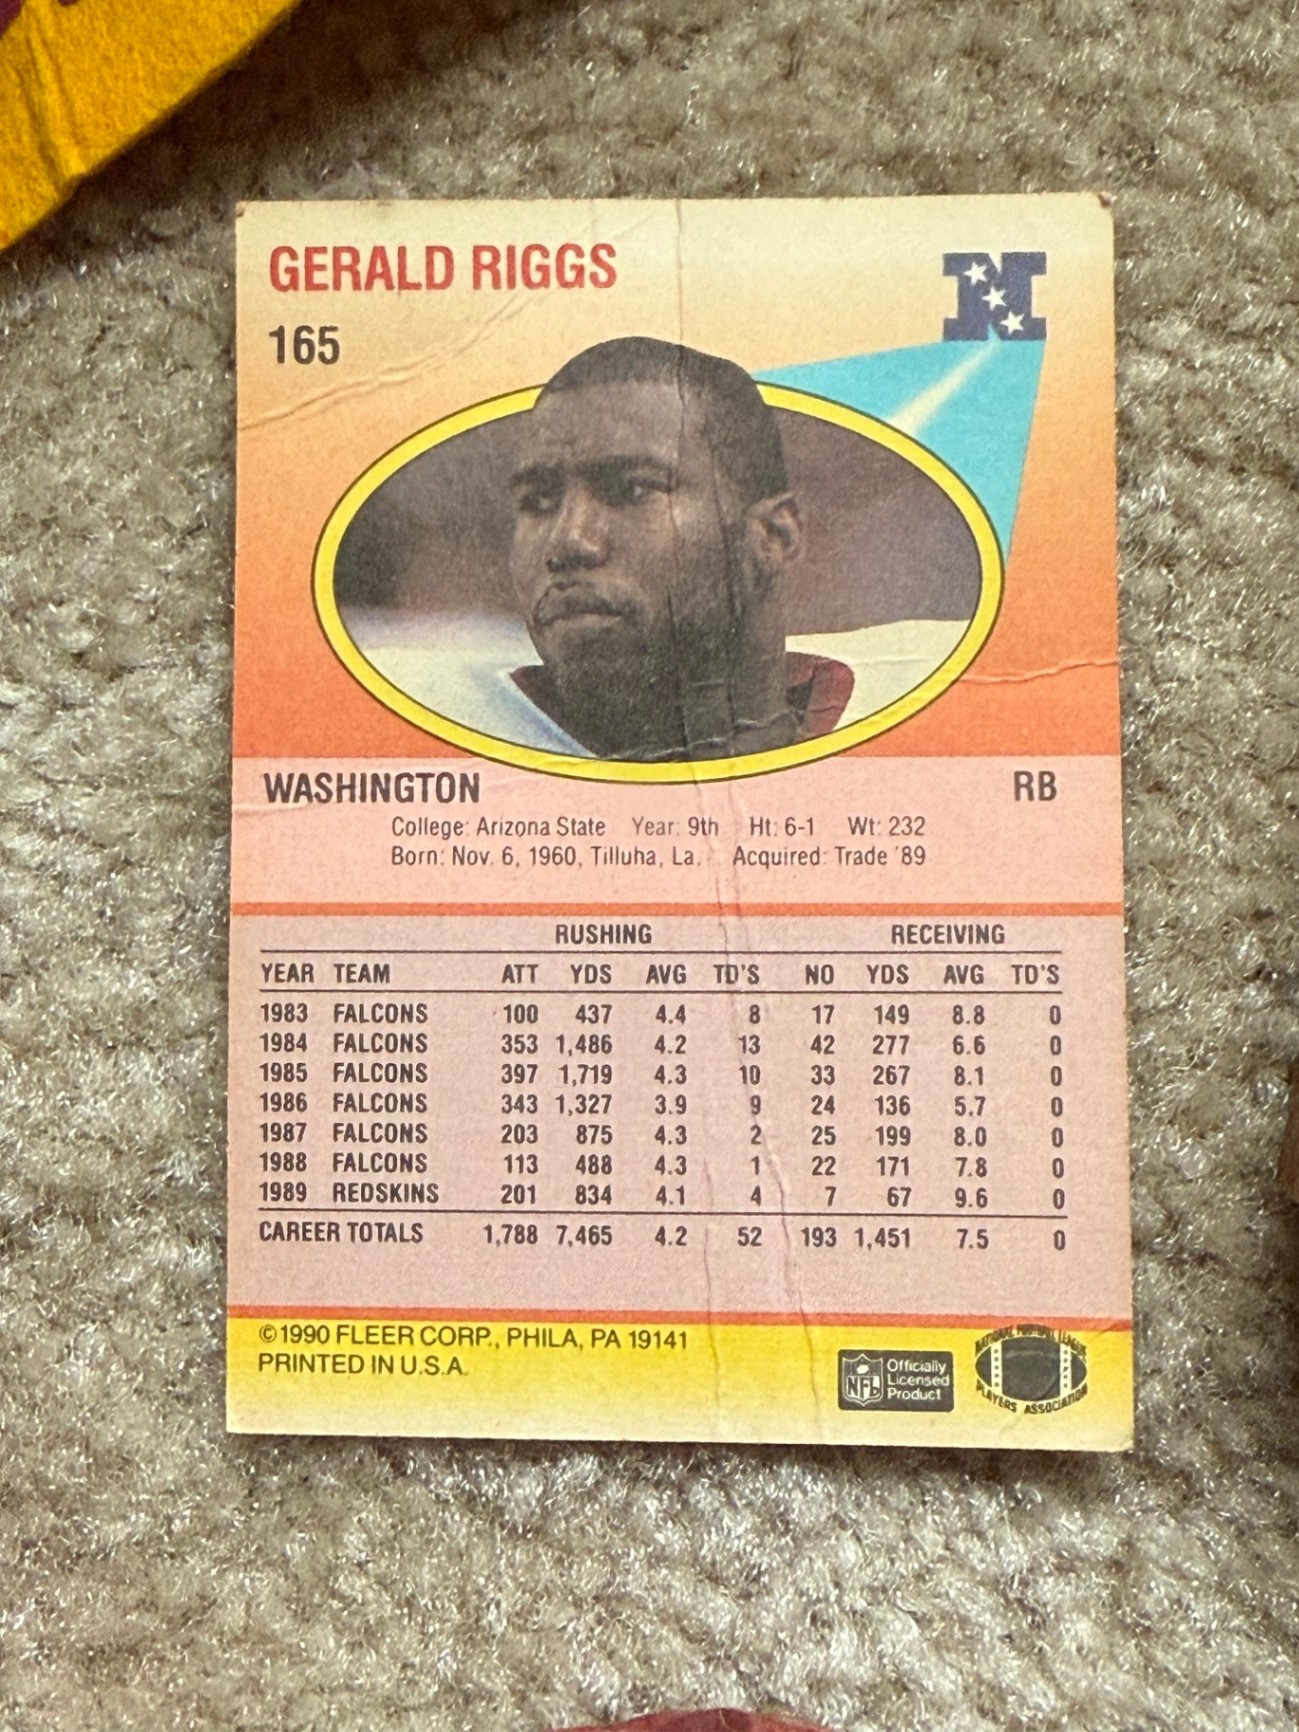 GERALD RIGGS
165
WASHINGTON RB
College: Arizona State Year: 9th Ht: 6-1 Wt: 232
Born: Nov. 6, 1960, Tilluha, La. Acquired: Trade '89
RUSHING RECEIVING
YEAR TEAM ATT YDS AVG TD'S NO YDS AVG TD'S
1983 FALCONS 100 437 4.4 8 17 149 8.8 0
1984 FALCONS 353 1,486 4.2 13 42 277 6.6 0
1985 FALCONS 397 1,719 4.3 10 33 267 8.1 0
1986 FALCONS 343 1,327 3.9 9 24 136 5.7 0
1987 FALCONS 203 875 4.3 2 25 199 8.0 0
1988 FALCONS 113 488 4.3 1 22 171 7.8 0
1989 REDSKINS 201 834 4.1 4 7 67 9.6 0
CAREER TOTALS 1,788 7,465 4.2 52 193 1,451 7.5 0
©1990 FLEER CORP., PHILA, PA 19141
PRINTED IN U.S.A.
NFL
Officially
Licensed
Product
NATIONAL FOOTBALL LEAGUE
PLAYERS ASSOCIATION